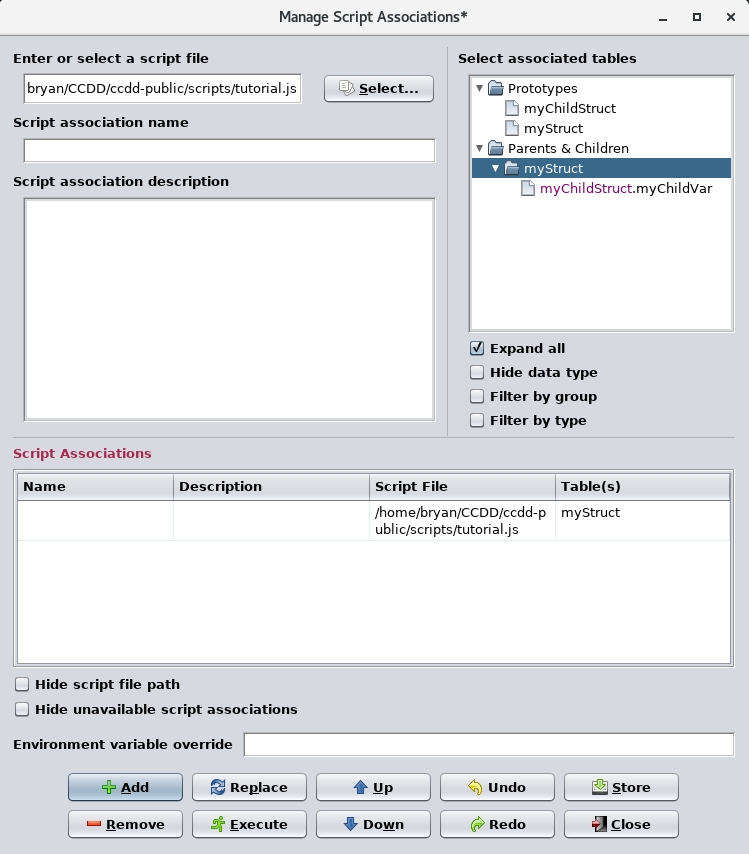 Manage Script Associations*
Enter or select a script file
bryan/CCDD/ccdd-public/scripts/tutorial.js
Select...
Script association name
Script association description
Select associated tables
Prototypes
myChildStruct
myStruct
Parents & Children
myStruct
myChildStruct.myChildVar
Expand all
Hide data type
Filter by group
Filter by type
Script Associations
Name Description Script File Table(s)
/home/bryan/CCDD/ccdd-p myStruct
ublic/scripts/tutorial.js
Hide script file path
Hide unavailable script associations
Environment variable override
Add Replace Up Undo Store
Remove Execute Down Redo Close